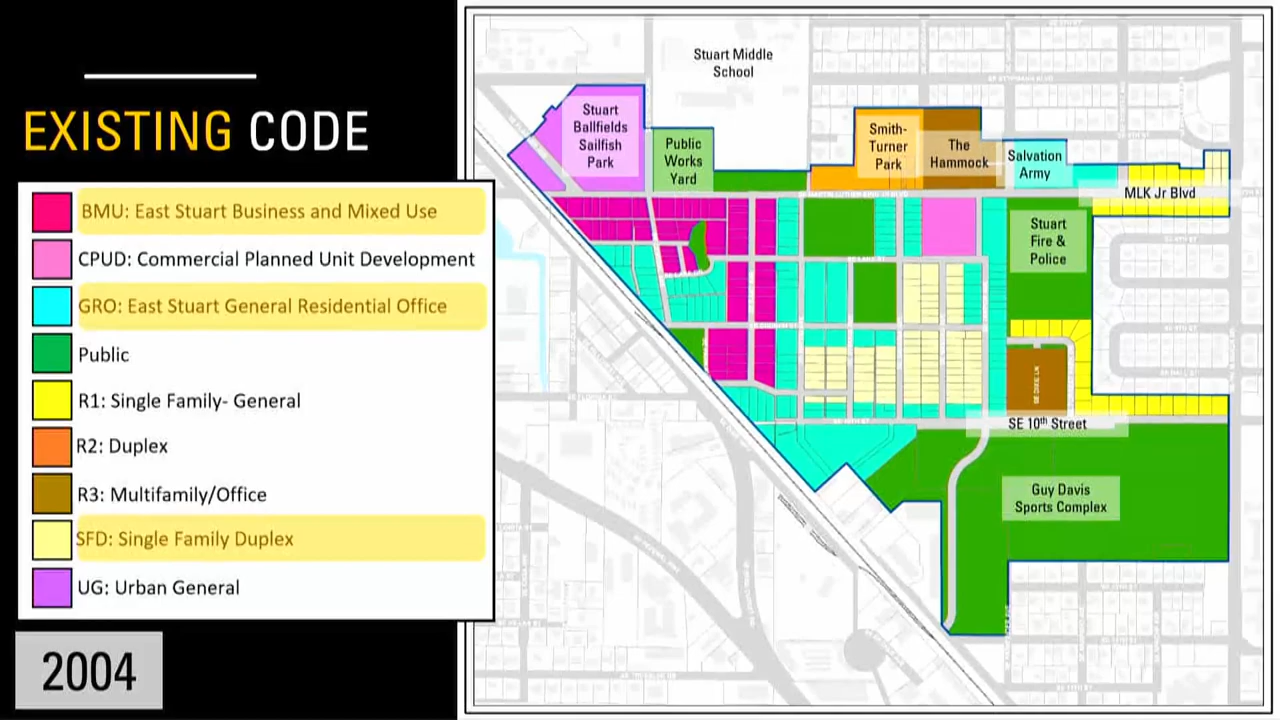 EXISTING CODE
BMU: East Stuart Business and Mixed Use
CPUD: Commercial Planned Unit Development
GRO: East Stuart General Residential Office
Public
R1: Single Family- General
R2: Duplex
R3: Multifamily/Office
SFD: Single Family Duplex
UG: Urban General
2004
Stuart Middle
School
Stuart
Ballfields
Sailfish
Park
Public
Works
Yard
Smith-
Turner
Park
The
Hammock
Salvation
Army
MLK Jr Blvd
Stuart
Fire &
Police
SE 10th Street
Guy Davis
Sports Complex